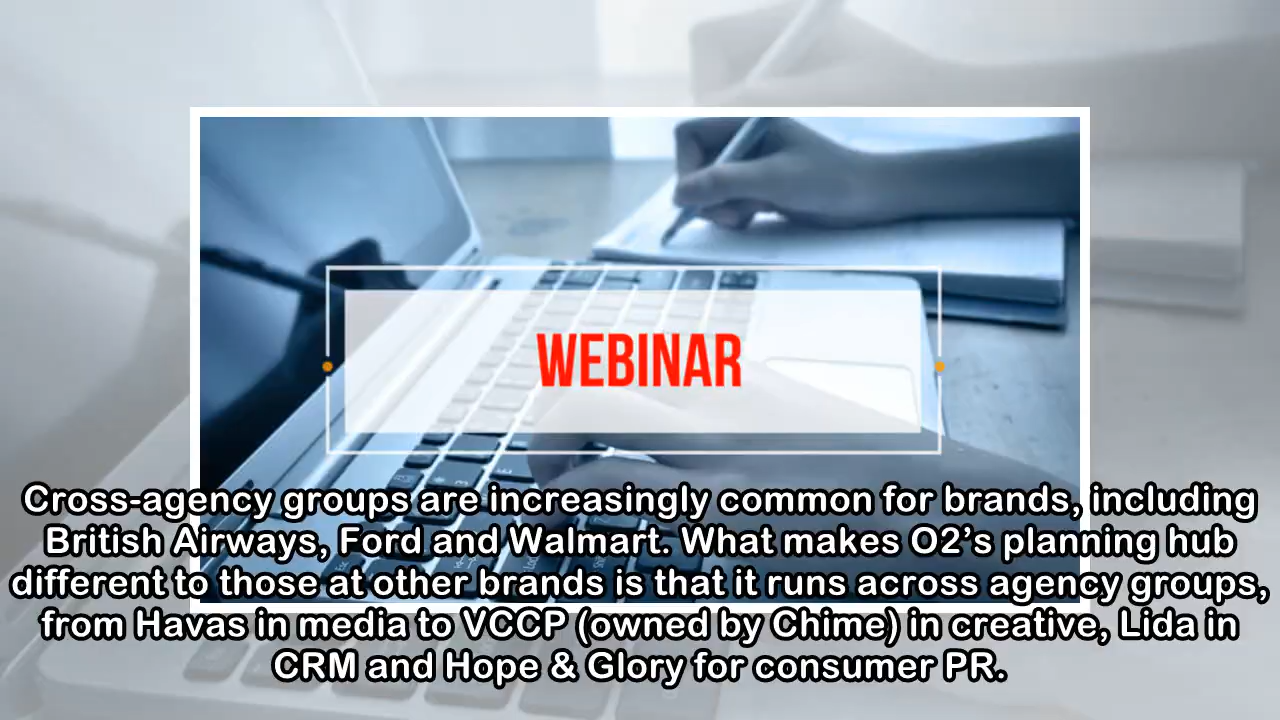 WEBINAR
Cross-agency groups are increasingly common for brands, including
British Airways, Ford and Walmart. What makes O2’s planning hub
different to those at other brands is that it runs across agency groups,
from Havas in media to VCCP (owned by Chime) in creative, Lida in
CRM and Hope & Glory for consumer PR.